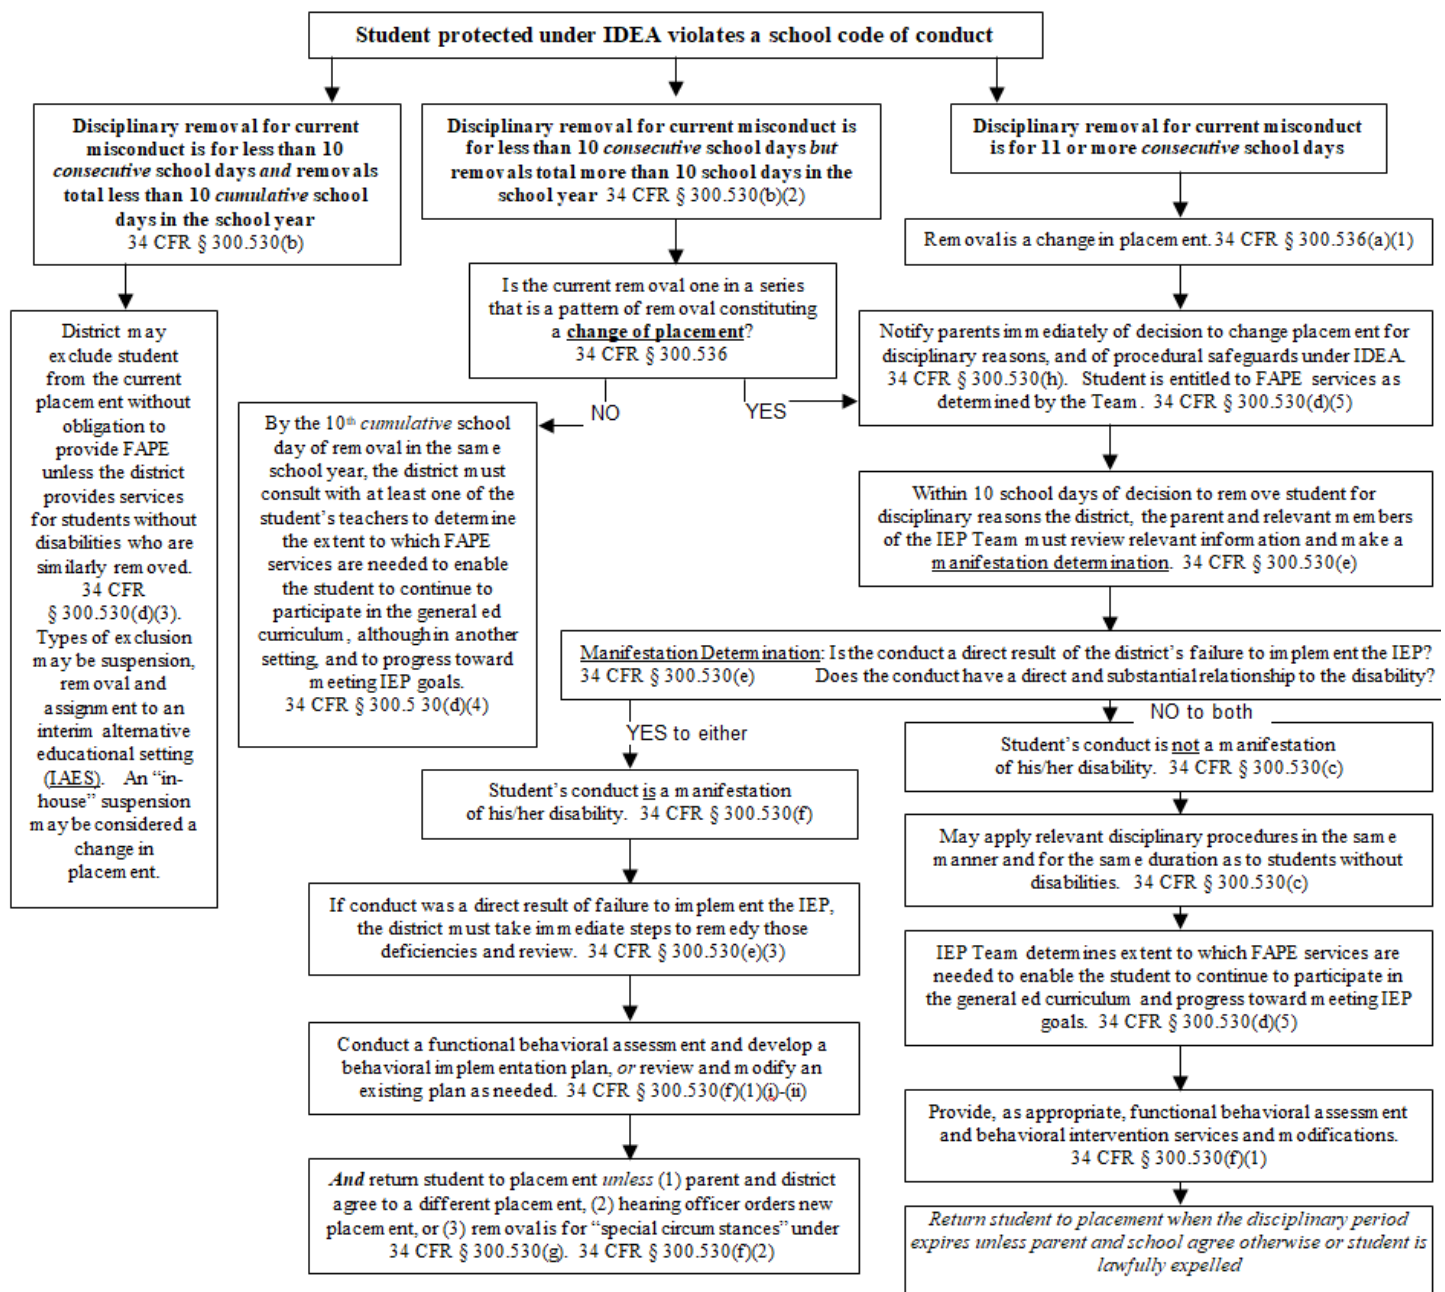 Student protected under IDEA violates a school code of conduct
Disciplinary removal for current
misconduct is for less than 10
consecutive school days and removals
total less than 10 cumulative school
days in the school year
34 CFR § 300.530(b)
District may
exclude student
from the current
placement without
obligation to
provide FAPE
unless the district
provides services
for students without
disabilities who are
similarly removed.
34 CFR
§ 300.530(d)(3).
Types of exclusion
may be suspension,
removal and
assignment to an
interim alternative
educational setting
(IAES). An “in-
house” suspension
may be considered a
change in
placement.
Disciplinary removal for current misconduct is
for less than 10 consecutive school days but
removals total more than 10 school days in the
school year 34 CFR § 300.530(b)(2)
Is the current removal one in a series
that is a pattern of removal constituting
a change of placement?
34 CFR § 300.536
NO
YES
By the 10th cumulative school
day of removal in the same
school year, the district must
consult with at least one of the
student’s teachers to determine
the extent to which FAPE
services are needed to enable
the student to continue to
participate in the general ed
curriculum, although in another
setting, and to progress toward
meeting IEP goals.
34 CFR § 300.5 30(d)(4)
Disciplinary removal for current misconduct
is for 11 or more consecutive school days
Removal is a change in placement. 34 CFR § 300.536(a)(1)
Notify parents immediately of decision to change placement for
disciplinary reasons, and of procedural safeguards under IDEA.
34 CFR § 300.530(h). Student is entitled to FAPE services as
determined by the Team. 34 CFR § 300.530(d)(5)
Within 10 school days of decision to remove student for
disciplinary reasons the district, the parent and relevant members
of the IEP Team must review relevant information and make a
manifestation determination. 34 CFR § 300.530(e)
Manifestation Determination: Is the conduct a direct result of the district’s failure to implement the IEP?
34 CFR § 300.530(e) Does the conduct have a direct and substantial relationship to the disability?
YES to either
Student’s conduct is a manifestation
of his/her disability. 34 CFR § 300.530(f)
If conduct was a direct result of failure to implement the IEP,
the district must take immediate steps to remedy those
deficiencies and review. 34 CFR § 300.530(e)(3)
Conduct a functional behavioral assessment and develop a
behavioral implementation plan, or review and modify an
existing plan as needed. 34 CFR § 300.530(f)(1)(i)-(ii)
And return student to placement unless (1) parent and district
agree to a different placement, (2) hearing officer orders new
placement, or (3) removal is for “special circumstances” under
34 CFR § 300.530(g). 34 CFR § 300.530(f)(2)
NO to both
Student’s conduct is not a manifestation
of his/her disability. 34 CFR § 300.530(c)
May apply relevant disciplinary procedures in the same
manner and for the same duration as to students without
disabilities. 34 CFR § 300.530(c)
IEP Team determines extent to which FAPE services are
needed to enable the student to continue to participate in
the general ed curriculum and progress toward meeting IEP
goals. 34 CFR § 300.530(d)(5)
Provide, as appropriate, functional behavioral assessment
and behavioral intervention services and modifications.
34 CFR § 300.530(f)(1)
Return student to placement when the disciplinary period
expires unless parent and school agree otherwise or student is
lawfully expelled